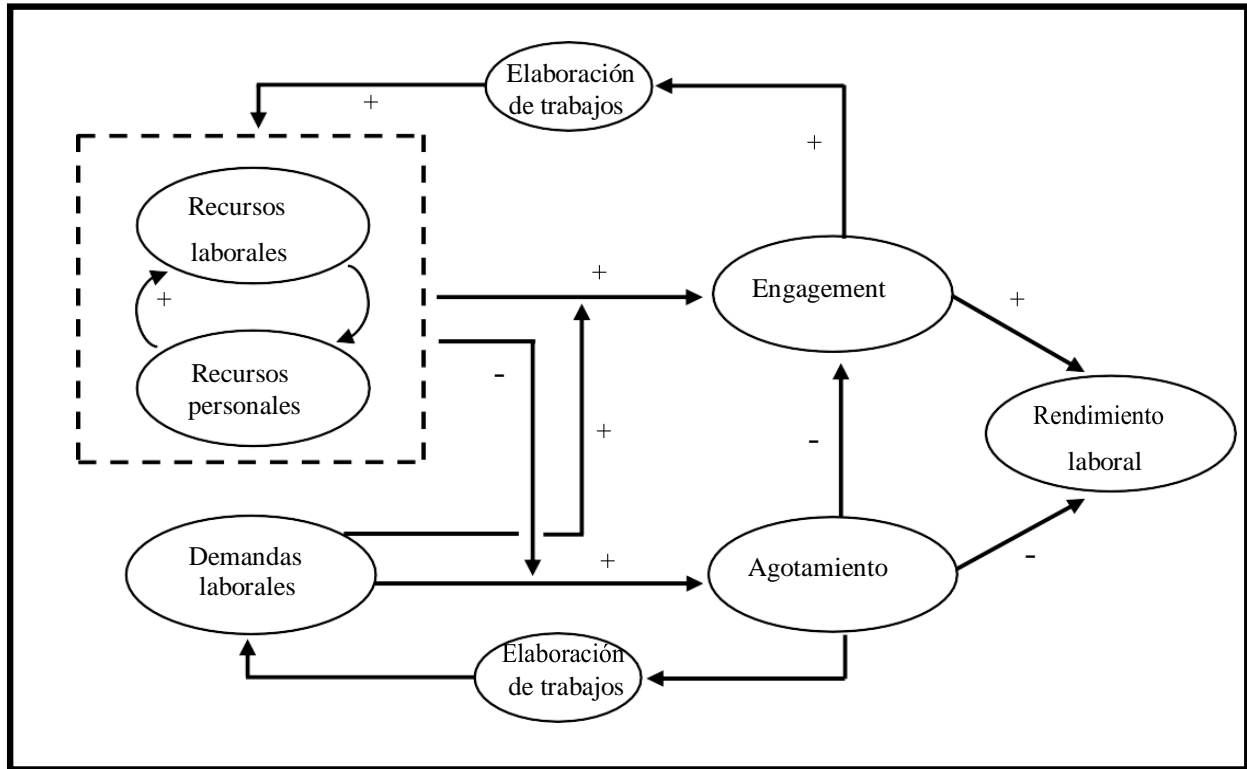 Elaboración
de trabajos
+
+
Recursos
laborales
+
+
Engagement
+
Recursos
personales
-
Rendimiento
laboral
+
-
Demandas
laborales
+
Agotamiento
-
Elaboración
de trabajos